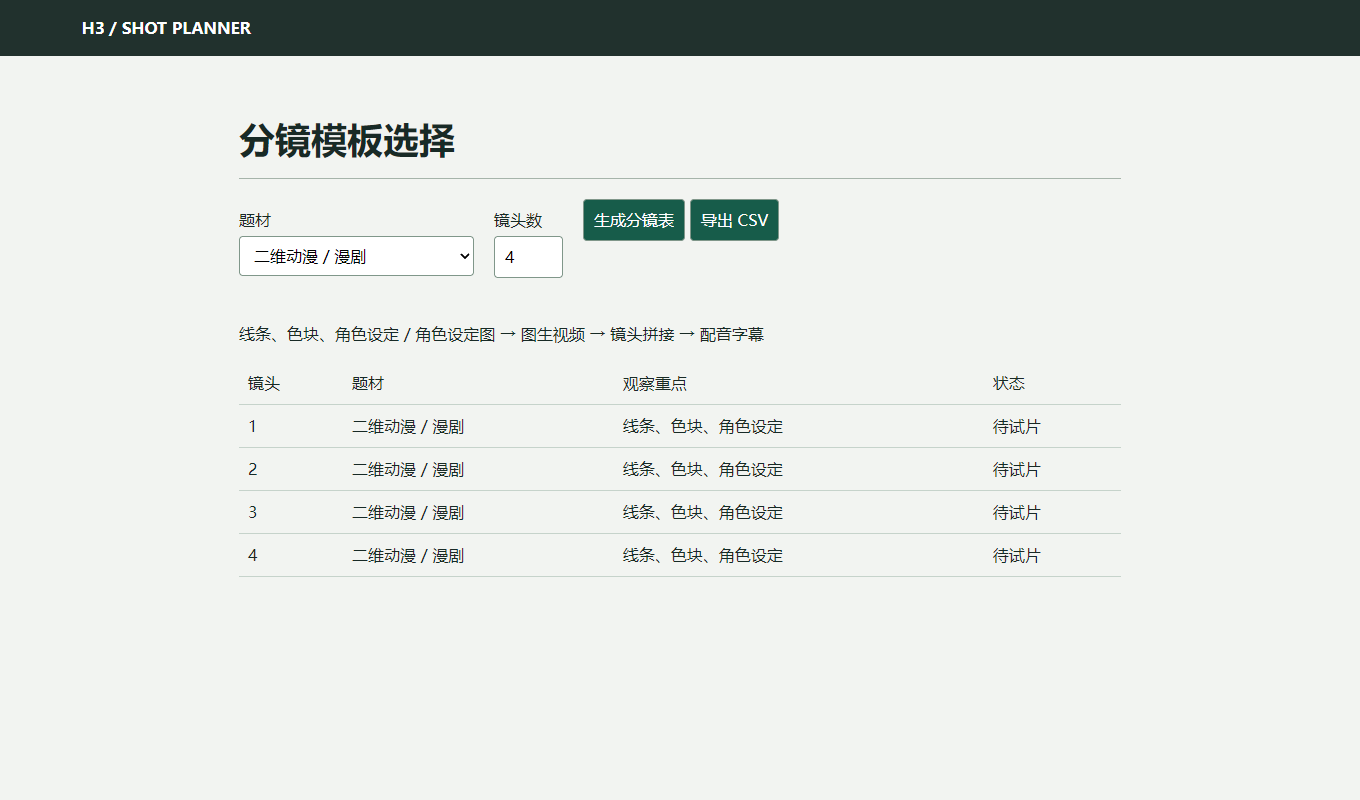 H3 / SHOT PLANNER
分镜模板选择
题材 镜头数 生成分镜表 导出 CSV
二维动漫 / 漫剧 4
线条、色块、角色设定 / 角色设定图 → 图生视频 → 镜头拼接 → 配音字幕
镜头 题材 观察重点 状态
1 二维动漫 / 漫剧 线条、色块、角色设定 待试片
2 二维动漫 / 漫剧 线条、色块、角色设定 待试片
3 二维动漫 / 漫剧 线条、色块、角色设定 待试片
4 二维动漫 / 漫剧 线条、色块、角色设定 待试片